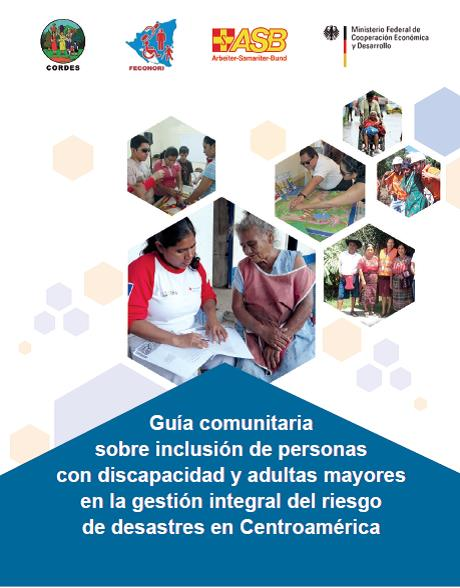 CORDES
FECONORI
ASB
Arbeiter-Samariter-Bund
Ministerio Federal de
Cooperación Económica
y Desarrollo
Guía comunitaria
sobre inclusión de personas
con discapacidad y adultas mayores
en la gestión integral del riesgo
de desastres en Centroamérica